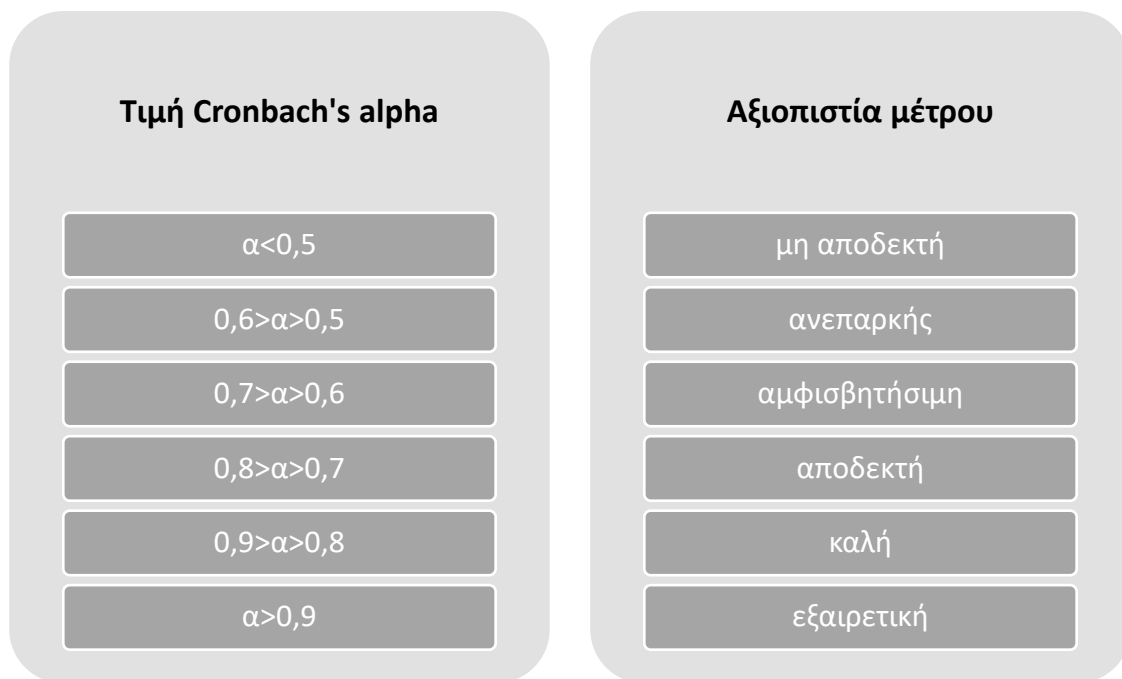 Τιμή Cronbach's alpha
α<0,5
0,6>α>0,5
0,7>α>0,6
0,8>α>0,7
0,9>α>0,8
α>0,9
Αξιοπιστία μέτρου
μη αποδεκτή
ανεπαρκής
αμφισβητήσιμη
αποδεκτή
καλή
εξαιρετική